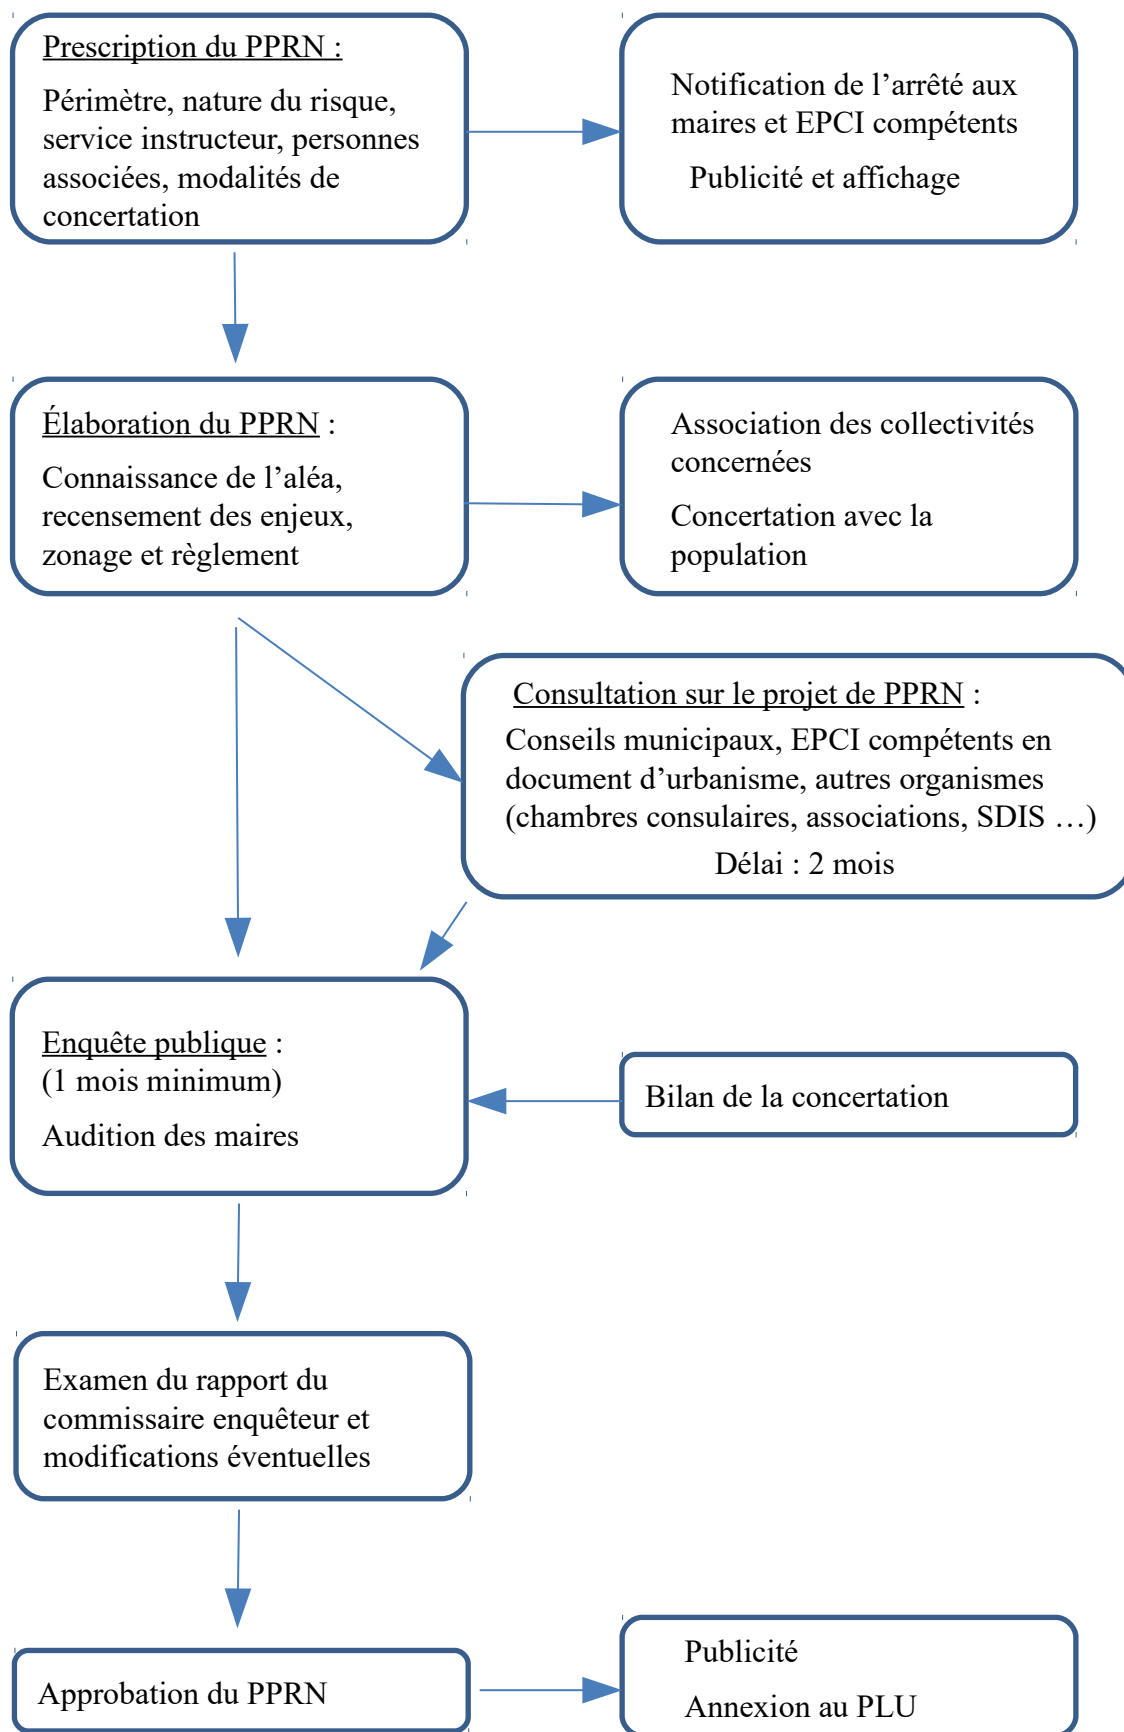 Prescription du PPRN :
Périmètre, nature du risque,
service instructeur, personnes
associées, modalités de
concertation
Notification de l’arrêté aux
maires et EPCI compétents
Publicité et affichage
Élaboration du PPRN :
Connaissance de l’aléa,
recensement des enjeux,
zonage et règlement
Association des collectivités
concernées
Concertation avec la
population
Consultation sur le projet de PPRN :
Conseils municipaux, EPCI compétents en
document d’urbanisme, autres organismes
(chambres consulaires, associations, SDIS …)
Délai : 2 mois
Enquête publique :
(1 mois minimum)
Audition des maires
Bilan de la concertation
Examen du rapport du
commissaire enquêteur et
modifications éventuelles
Approbation du PPRN
Publicité
Annexion au PLU